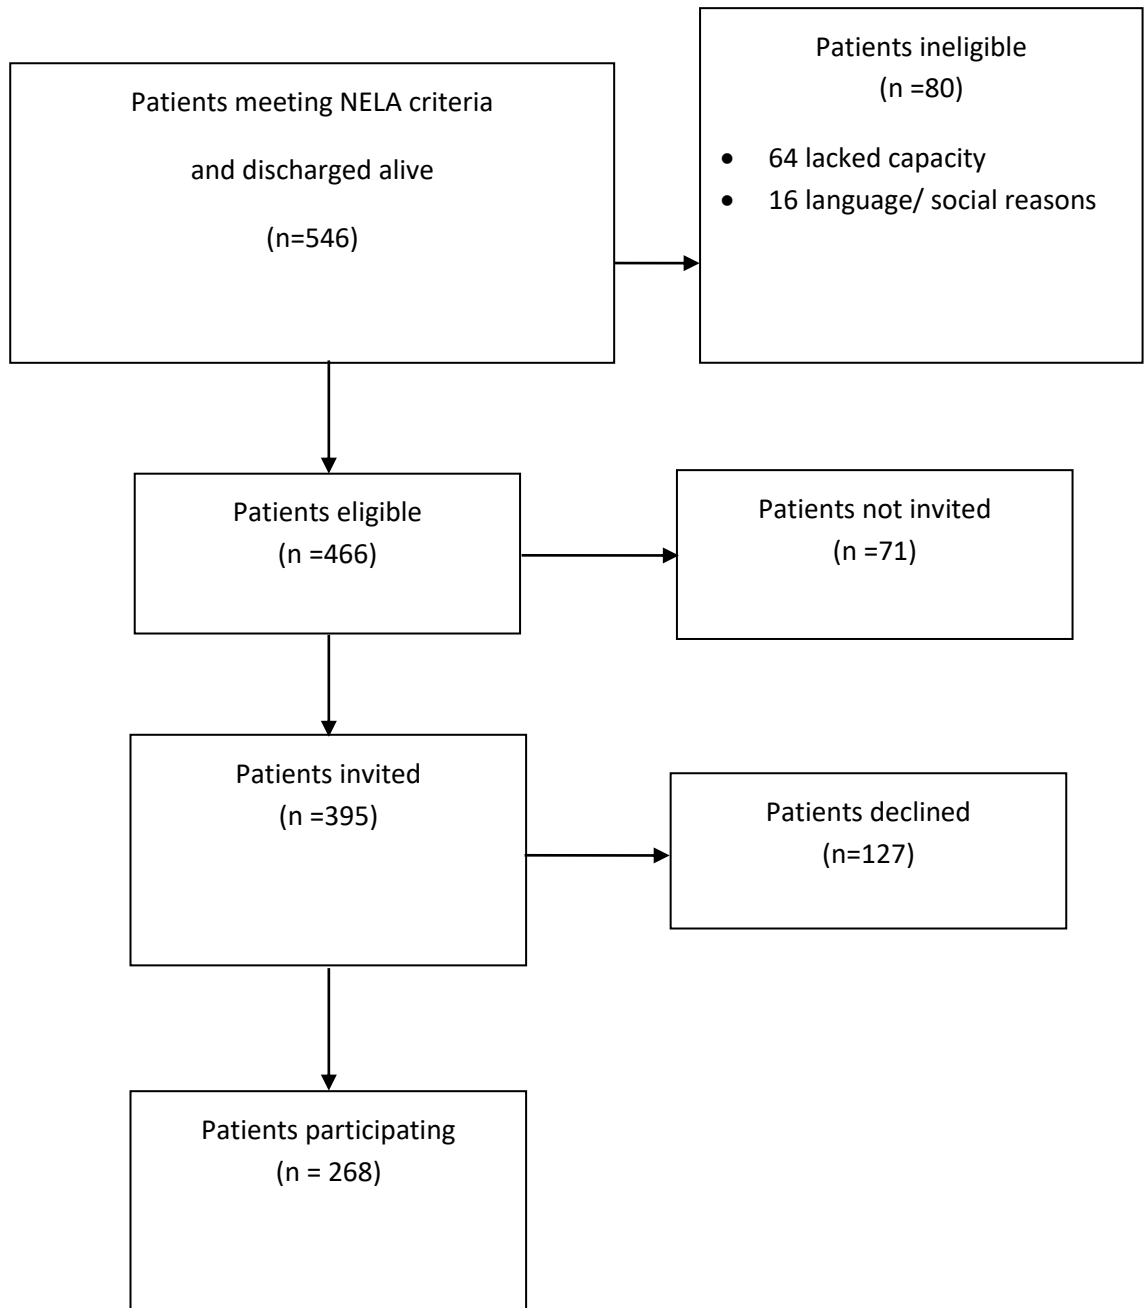 Patients meeting NELA criteria
and discharged alive
(n=546)
Patients ineligible
(n =80)
• 64 lacked capacity
• 16 language/ social reasons
Patients eligible
(n =466)
Patients not invited
(n =71)
Patients invited
(n =395)
Patients declined
(n=127)
Patients participating
(n = 268)